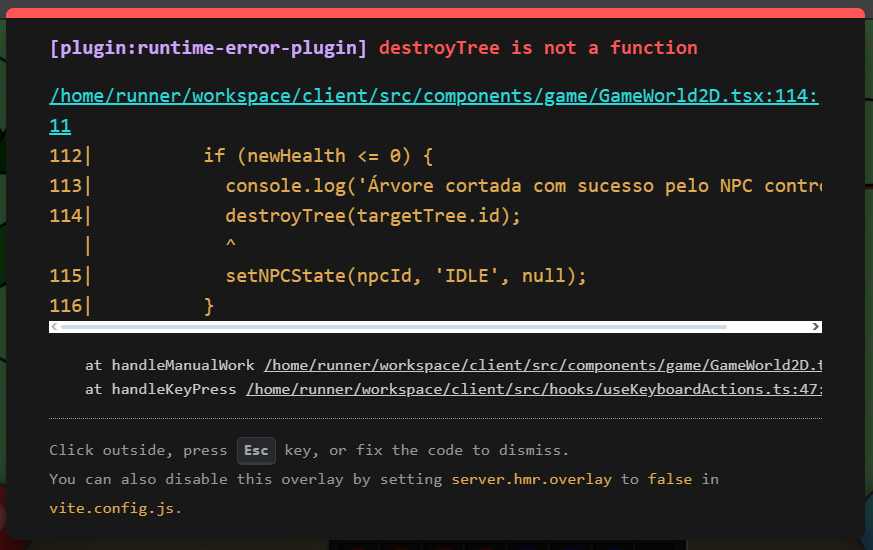 [plugin:runtime-error-plugin] destroyTree is not a function
/home/runner/workspace/client/src/components/game/GameWorld2D.tsx:114:
11
112|          if (newHealth <= 0) {
113|            console.log('Árvore cortada com sucesso pelo NPC contro
114|            destroyTree(targetTree.id);
   |            ^
115|            setNPCState(npcId, 'IDLE', null);
116|          }
at handleManualWork /home/runner/workspace/client/src/components/game/GameWorld2D.t
at handleKeyPress /home/runner/workspace/client/src/hooks/useKeyboardActions.ts:47:
Click outside, press Esc key, or fix the code to dismiss.
You can also disable this overlay by setting server.hmr.overlay to false in
vite.config.js.